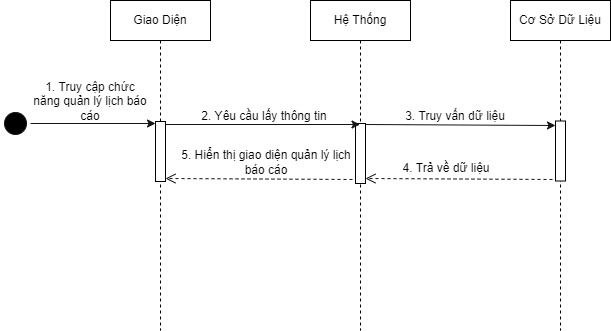 Giao Diện
Hệ Thống
Cơ Sở Dữ Liệu
1. Truy cập chức
năng quản lý lịch báo
cáo
2. Yêu cầu lấy thông tin
3. Truy vấn dữ liệu
5. Hiển thị giao diện quản lý lịch
báo cáo
4. Trả về dữ liệu